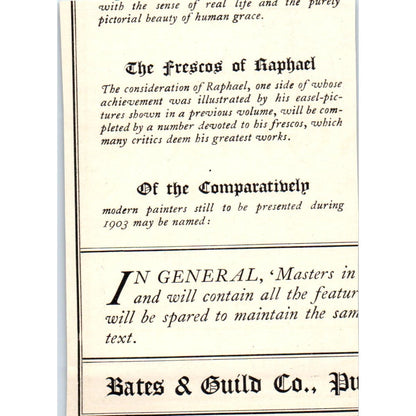 with the sense of real life and the purely
pictorial beauty of human grace.
The Frescos of Raphael
The consideration of Raphael, one side of whose
achievement was illustrated by his easel-pic-
tures shown in a previous volume, will be com-
pleted by a number devoted to his frescos, which
many critics deem his greatest works.
Of the Comparatively
modern painters still to be presented during
1903 may be named:
IN GENERAL, ‘Masters in
and will contain all the featur
will be spared to maintain the sam
text.
Bates & Guild Co., Pu